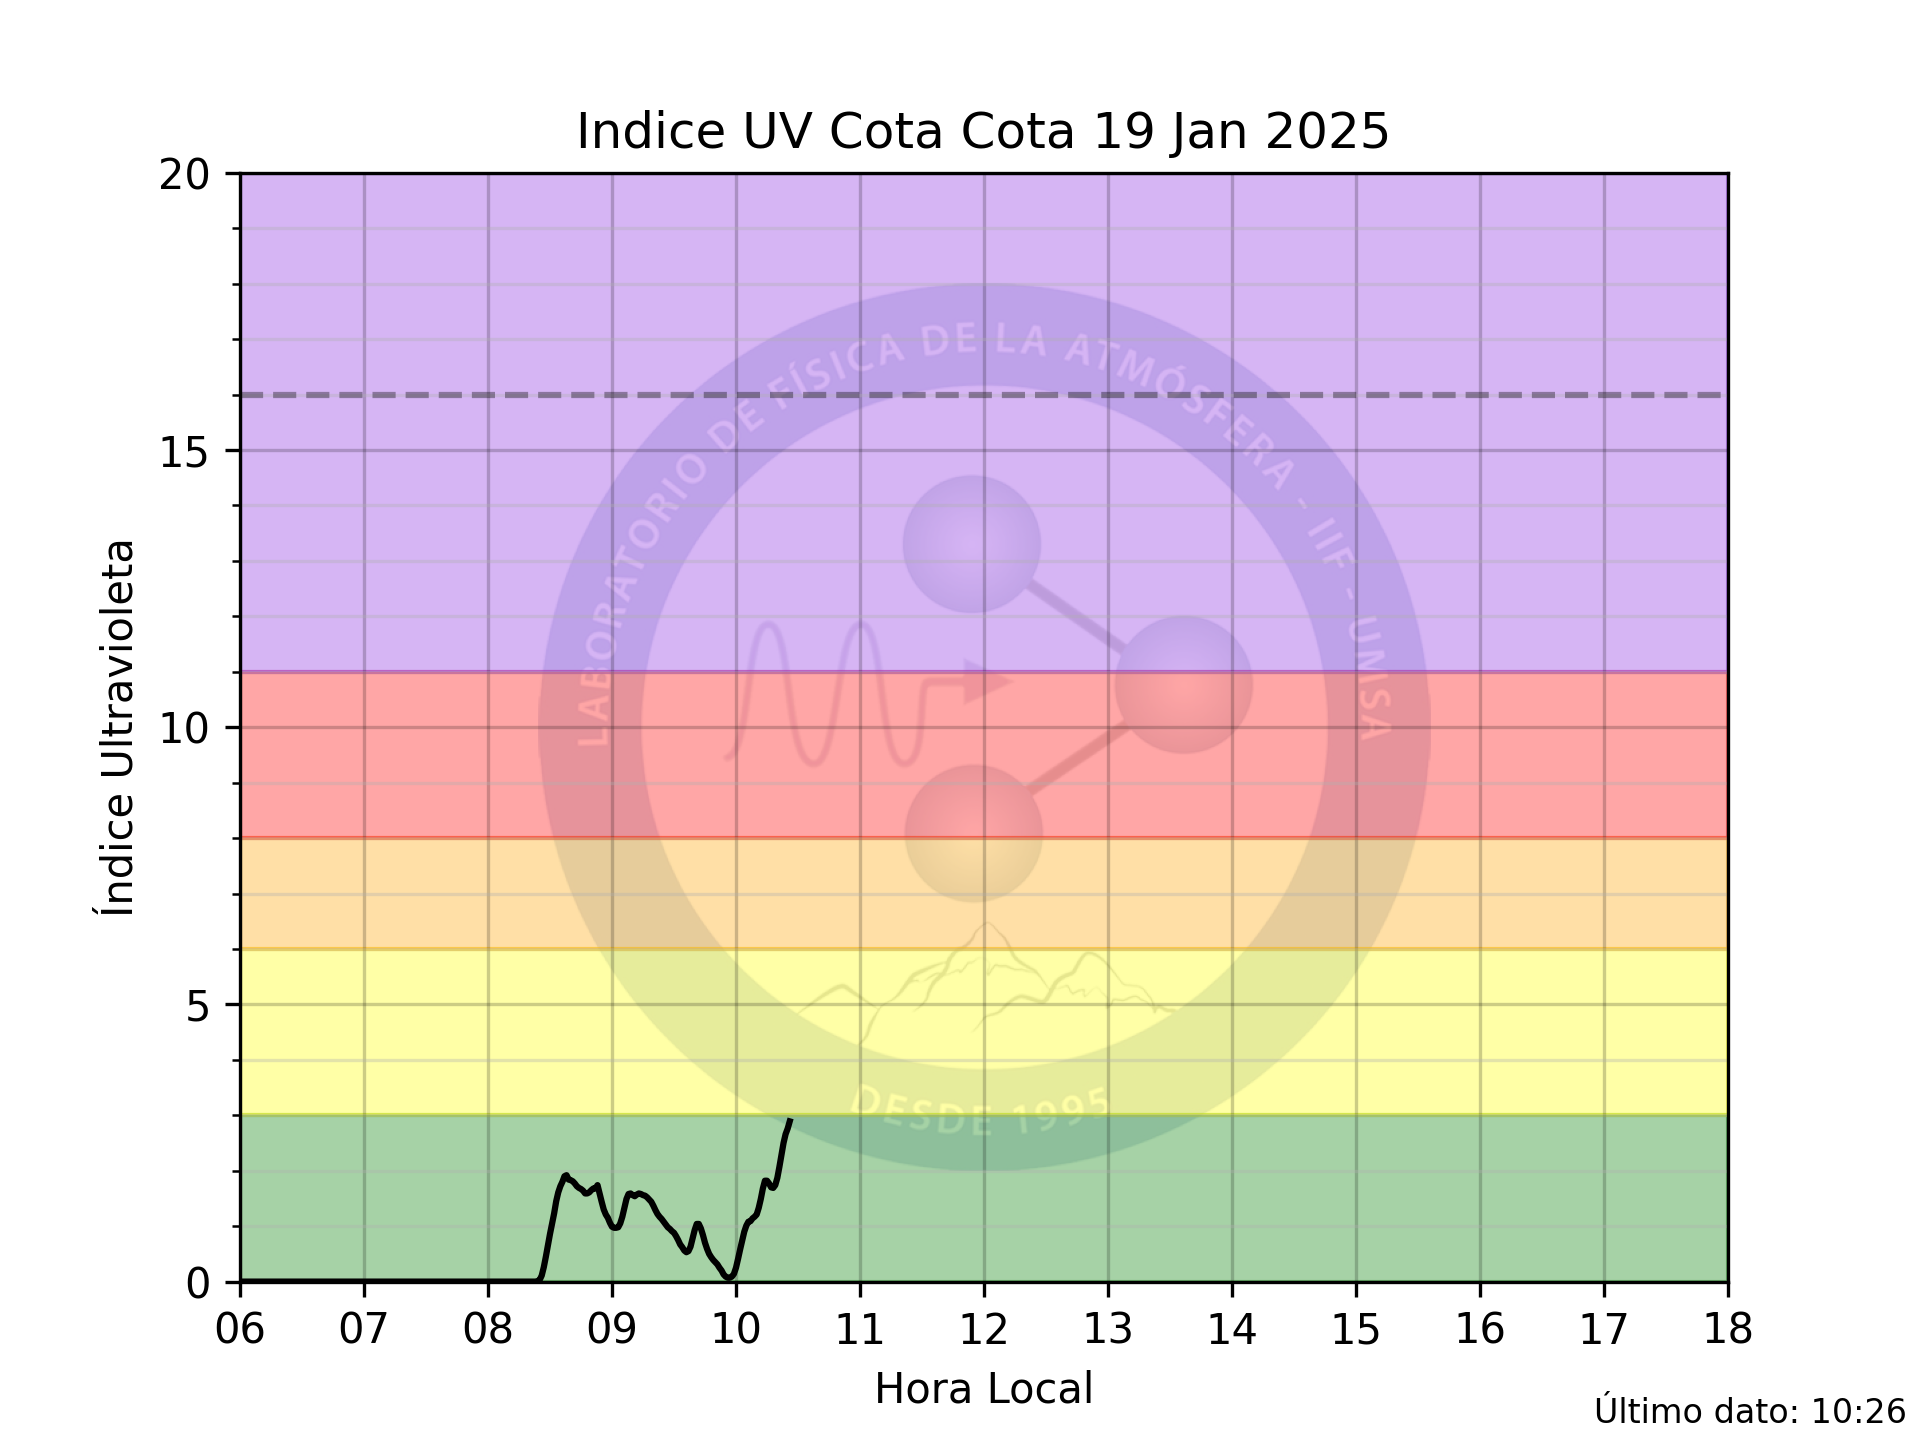 Indice UV Cota Cota 19 Jan 2025
20
15
10
5
0
Índice Ultravioleta
LABORATORIO DE FÍSICA DE LA ATMÓSFERA - IIF - UMSA
DESDE 1995
06 07 08 09 10 11 12 13 14 15 16 17 18
Hora Local
Último dato: 10:26